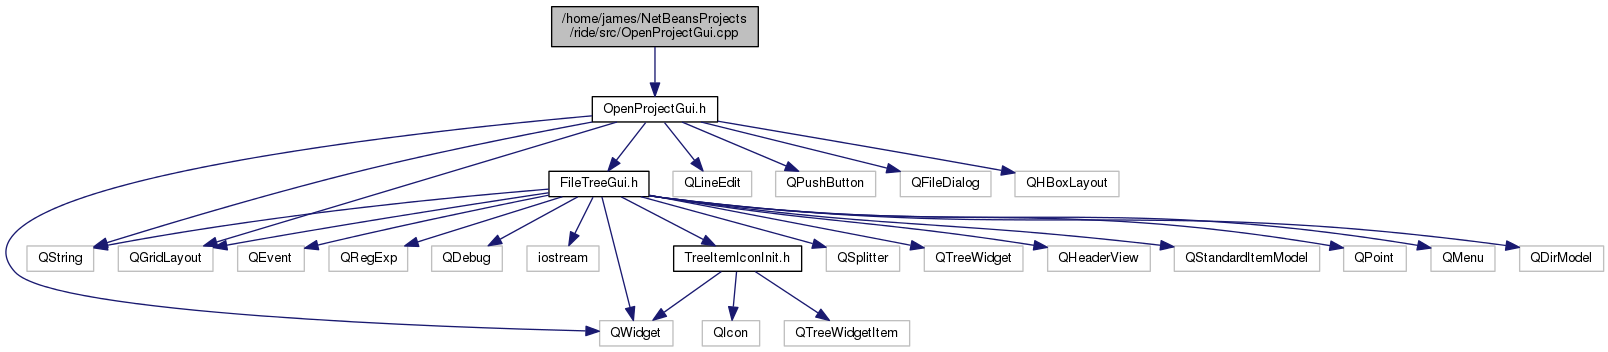 /home/james/NetBeansProjects
/ride/src/OpenProjectGui.cpp
OpenProjectGui.h
FileTreeGui.h
QLineEdit
QPushButton
QFileDialog
QHBoxLayout
QString
QGridLayout
QEvent
QRegExp
QDebug
iostream
TreeItemIconInit.h
QSplitter
QTreeWidget
QHeaderView
QStandardItemModel
QPoint
QMenu
QDirModel
QWidget
QIcon
QTreeWidgetItem